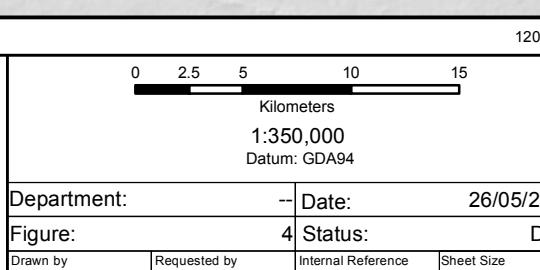 120
0 2.5 5 10 15
Kilometers
1:350,000
Datum: GDA94
Department: -- Date: 26/05/2
Figure: 4 Status: D
Drawn by Requested by Internal Reference Sheet Size